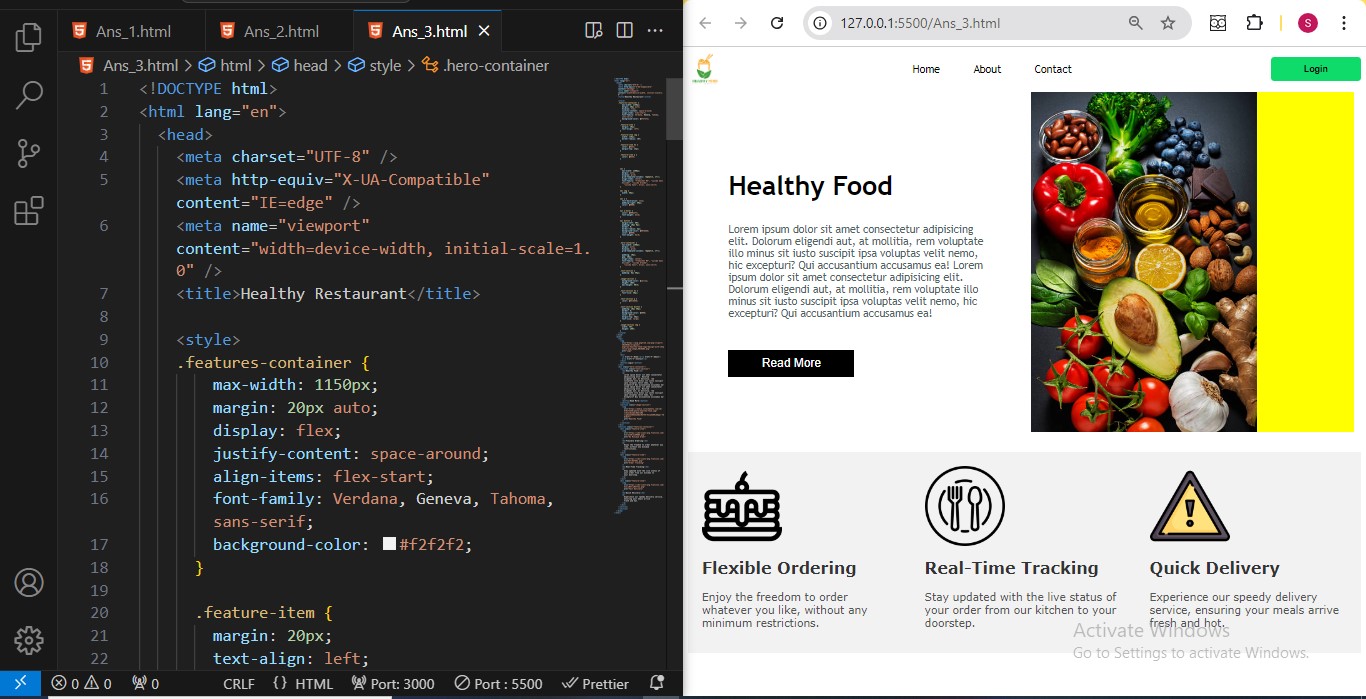 Ans_1.html
Ans_2.html
Ans_3.html
Ans_3.html > html > head > style > .hero-container
1 <!DOCTYPE html>
2 <html lang="en">
3 <head>
4 <meta charset="UTF-8" />
5 <meta http-equiv="X-UA-Compatible"
content="IE=edge" />
6 <meta name="viewport"
content="width=device-width, initial-scale=1.
0" />
7 <title>Healthy Restaurant</title>
8
9 <style>
10 .features-container {
11 max-width: 1150px;
12 margin: 20px auto;
13 display: flex;
14 justify-content: space-around;
15 align-items: flex-start;
16 font-family: Verdana, Geneva, Tahoma,
sans-serif;
17 background-color: #f2f2f2;
18 }
19
20 .feature-item {
21 margin: 20px;
22 text-align: left;
0 0 0 CRLF {} HTML Port: 3000 Port : 5500 Prettier
127.0.0.1:5500/Ans_3.html
S
Home About Contact Login
Healthy Food
Lorem ipsum dolor sit amet consectetur adipisicing
elit. Dolorum eligendi aut, at mollitia, rem voluptate
illo minus sit iusto suscipit ipsa voluptas velit nemo,
hic excepturi? Qui accusantium accusamus ea! Lorem
ipsum dolor sit amet consectetur adipisicing elit.
Dolorum eligendi aut, at mollitia, rem voluptate illo
minus sit iusto suscipit ipsa voluptas velit nemo, hic
excepturi? Qui accusantium accusamus ea!
Read More
Flexible Ordering
Enjoy the freedom to order
whatever you like, without any
minimum restrictions.
Real-Time Tracking
Stay updated with the live status of
your order from our kitchen to your
doorstep.
Quick Delivery
Experience our speedy delivery
service, ensuring your meals arrive
fresh and hot.
Activate Windows
Go to Settings to activate Windows.